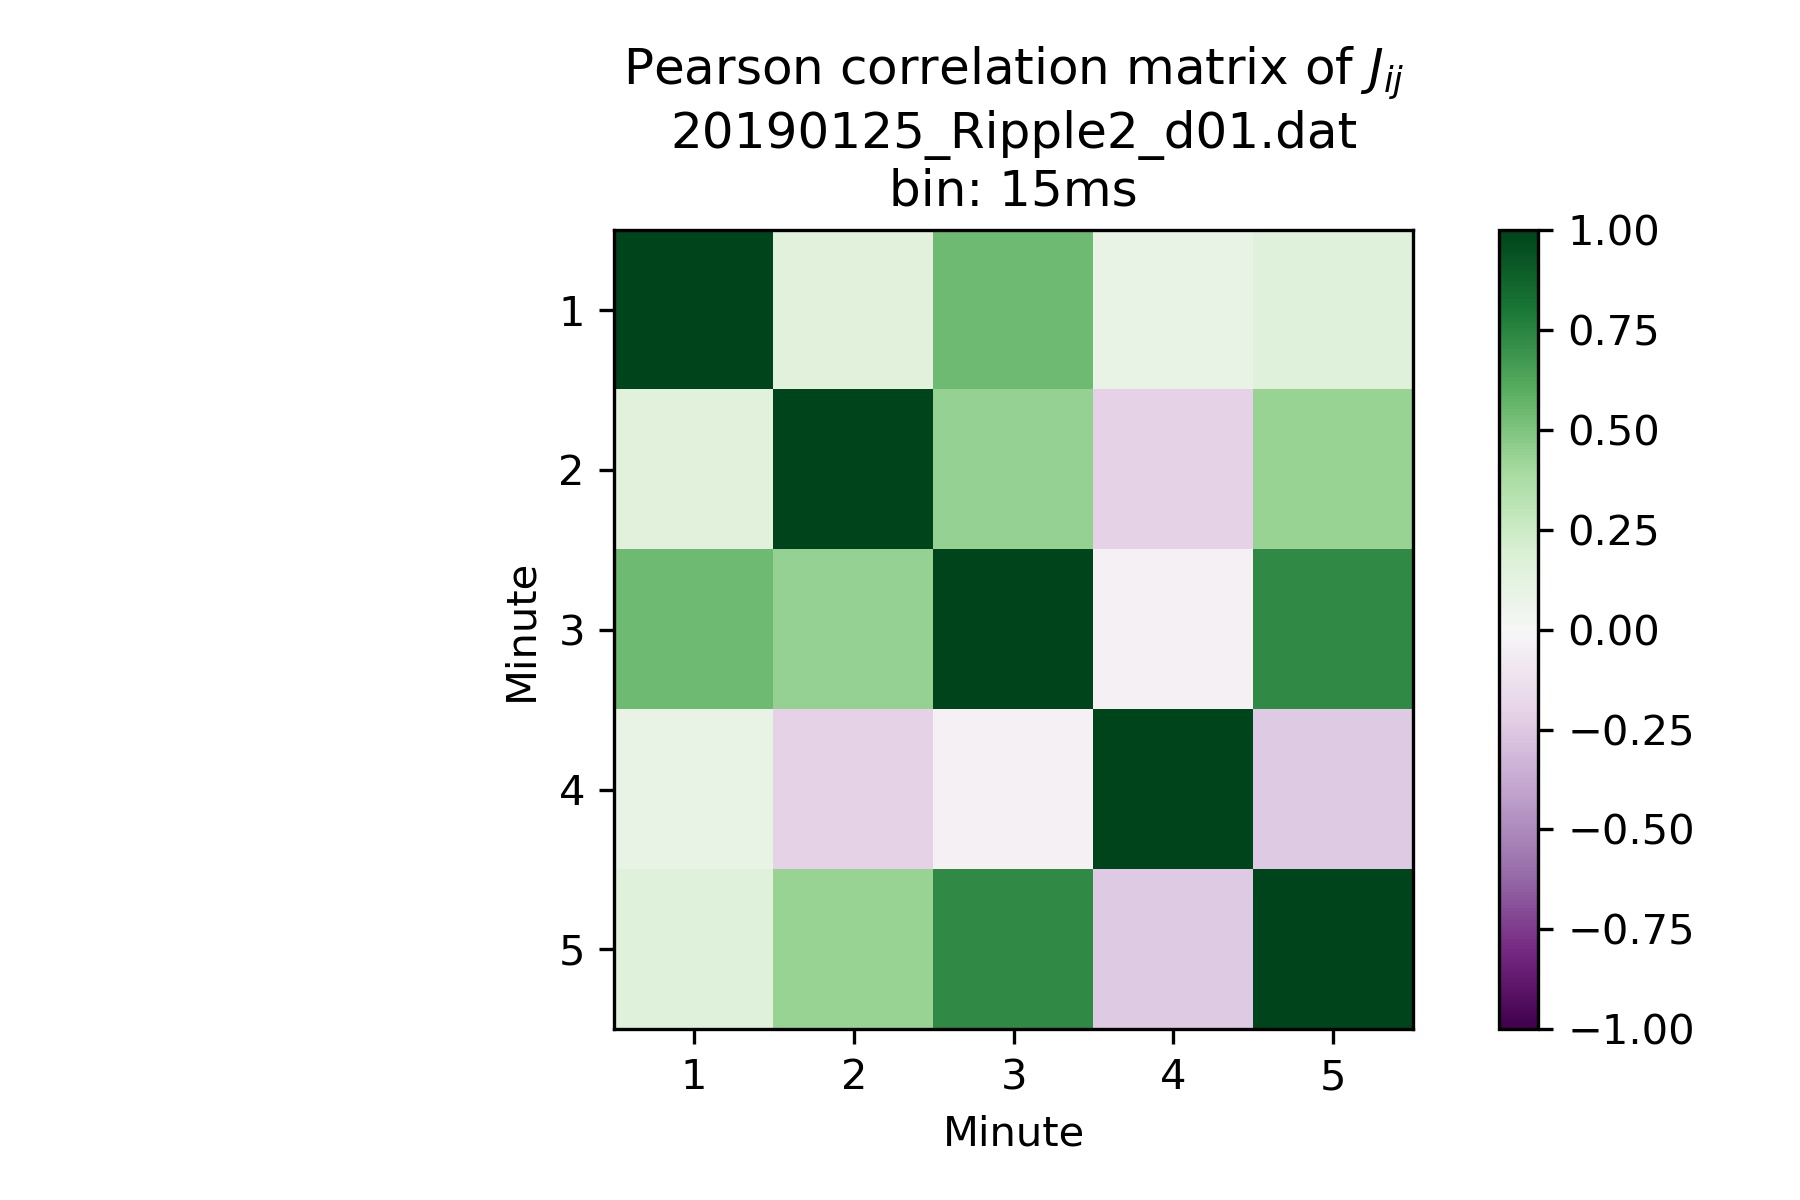 Pearson correlation matrix of J_{ij}
20190125_Ripple2_d01.dat
bin: 15ms
Minute
1
2
3
4
5
1 2 3 4 5
Minute
1.00
0.75
0.50
0.25
0.00
−0.25
−0.50
−0.75
−1.00